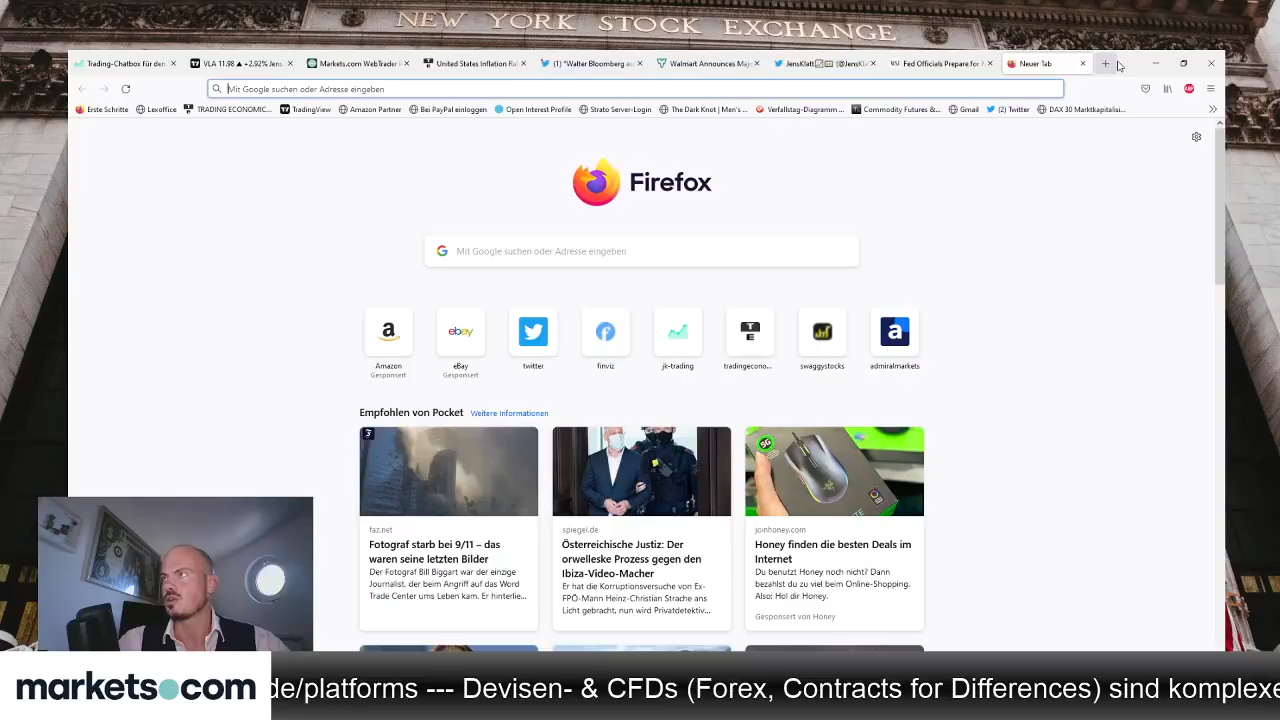 NEW YORK STOCK EXCHANGE
Trading-Chatbox für den
VLA 11.98 ▲ +2.92% Jens
Markets.com WebTrader
United States Inflation Ra
(1) "Walter Bloomberg au
Walmart Announces Maj
JensKlatt
(@JensKla
Fed Officials Prepare for
Neuer Tab
Mit Google suchen oder Adresse eingeben
Erste Schritte
Lexoffice
TRADING ECONOMIC...
TradingView
Amazon Partner
Bei PayPal einloggen
Open Interest Profile
Strato Server-Login
The Dark Knot | Men's ...
Verfallstag-Diagramm ...
Commodity Futures &...
Gmail
(2) Twitter
DAX 30 Marktkapitalisi...
Firefox
Mit Google suchen oder Adresse eingeben
Amazon
Gesponsert
eBay
Gesponsert
twitter
finviz
jk-trading
tradingecono...
swaggystocks
admiralmarkets
Empfohlen von Pocket Weitere Informationen
faz.net
Fotograf starb bei 9/11 – das
waren seine letzten Bilder
Der Fotograf Bill Biggart war der einzige
Journalist, der beim Angriff auf das Word
Trade Center ums Leben kam. Er hinterlie...
spiegel.de
Österreichische Justiz: Der
orwelleske Prozess gegen den
Ibiza-Video-Macher
Er hat die Korruptionsversuche von Ex-
FPÖ-Mann Heinz-Christian Strache ans
Licht gebracht, nun wird Privatdetektiv...
joinhoney.com
Honey finden die besten Deals im
Internet
Du benutzt Honey noch nicht? Dann
bezahlst du zu viel beim Online-Shopping.
Also: Hol dir Honey.
Gesponsert von Honey
markets.com
de/platforms --- Devisen- & CFDs (Forex, Contracts for Differences) sind komplexe